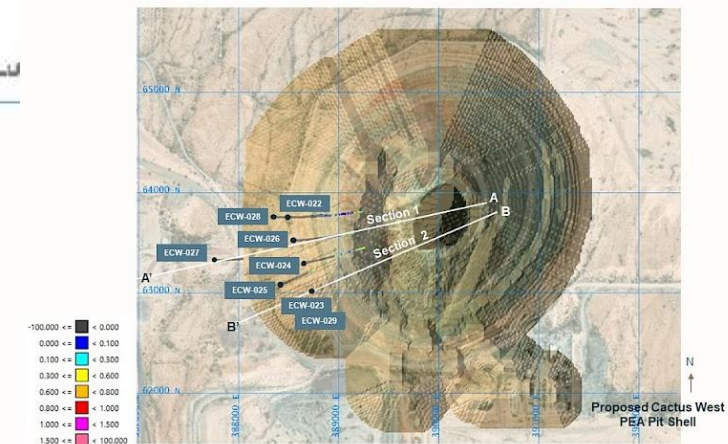 65000 N
64000 N
ECW-022
ECW-028
A
Section 1
B
ECW-026
Section 2
ECW-027
ECW-024
A'
63000 N
ECW-025
ECW-023
B'
ECW-029
-100.000 <= < 0.000
0.000 <= < 0.100
0.100 <= < 0.300
0.300 <= < 0.600
0.600 <= < 0.800
0.800 <= < 1.000
1.000 <= < 1.500
1.500 <= < 100.000
62000 N
388000 E
389000 E
N
Proposed Cactus West
PEA Pit Shell